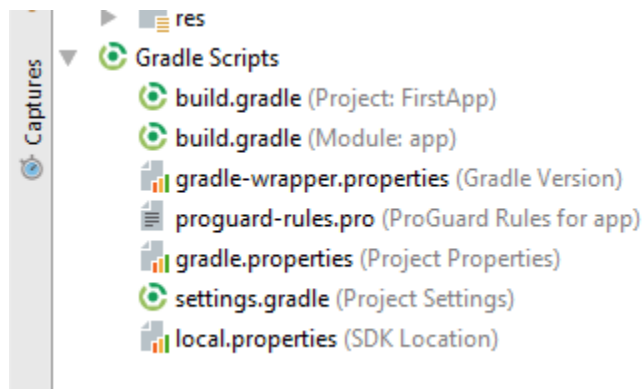 res
Gradle Scripts
build.gradle (Project: FirstApp)
build.gradle (Module: app)
gradle-wrapper.properties (Gradle Version)
proguard-rules.pro (ProGuard Rules for app)
gradle.properties (Project Properties)
settings.gradle (Project Settings)
local.properties (SDK Location)
Captures